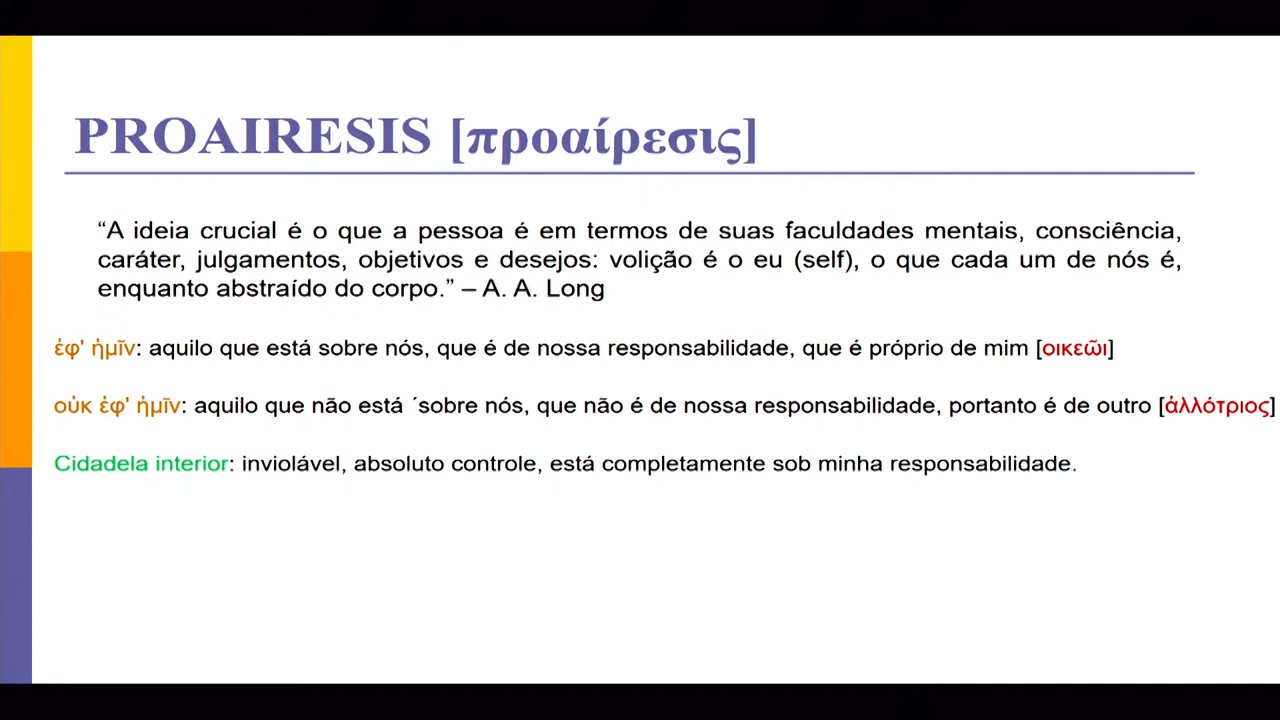 PROAIRESIS [προαίρεσις]
“A ideia crucial é o que a pessoa é em termos de suas faculdades mentais, consciência,
caráter, julgamentos, objetivos e desejos: volição é o eu (self), o que cada um de nós é,
enquanto abstraído do corpo.” – A. A. Long
ἐφ' ἡμῖν: aquilo que está sobre nós, que é de nossa responsabilidade, que é próprio de mim [οικεῶι]
οὐκ ἐφ' ἡμῖν: aquilo que não está ´sobre nós, que não é de nossa responsabilidade, portanto é de outro [ἀλλότριος]
Cidadela interior: inviolável, absoluto controle, está completamente sob minha responsabilidade.